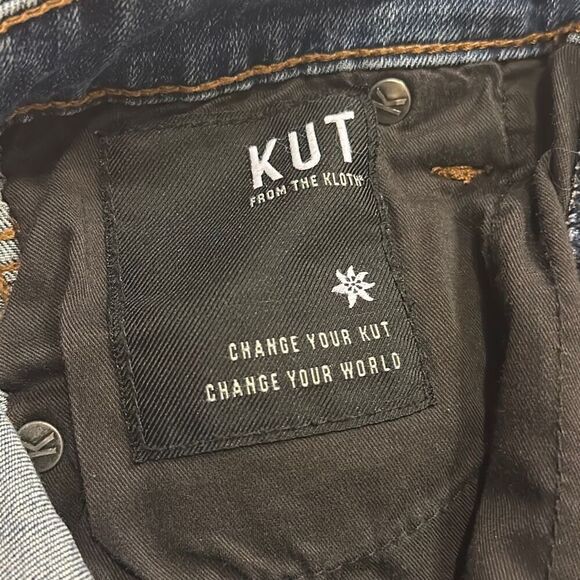 KUT
FROM THE KLOTH
CHANGE YOUR KUT
CHANGE YOUR WORLD
K
K